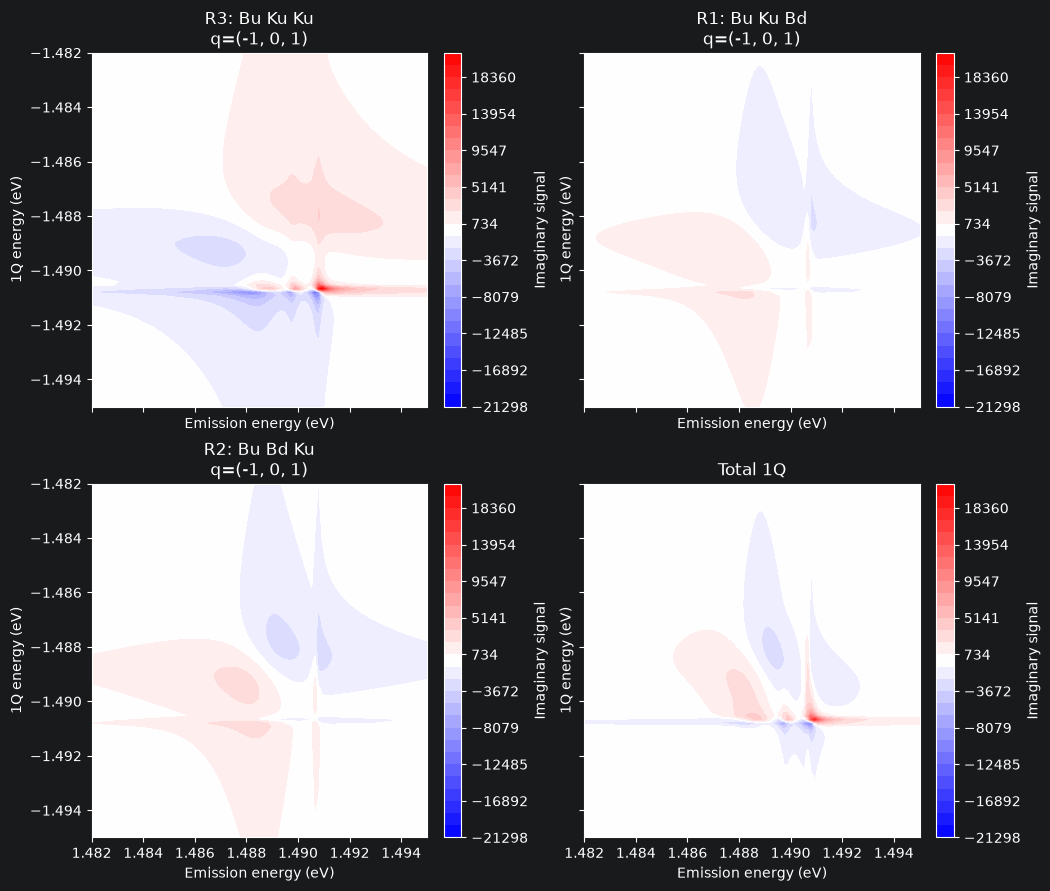 R3: Bu Ku Ku
q=(-1, 0, 1)
−1.482
−1.484
−1.486
−1.488
−1.490
−1.492
−1.494
1Q energy (eV)
Emission energy (eV)
18360
13954
9547
5141
734
−3672
−8079
−12485
−16892
−21298
Imaginary signal
R1: Bu Ku Bd
q=(-1, 0, 1)
1Q energy (eV)
Emission energy (eV)
18360
13954
9547
5141
734
−3672
−8079
−12485
−16892
−21298
Imaginary signal
R2: Bu Bd Ku
q=(-1, 0, 1)
−1.482
−1.484
−1.486
−1.488
−1.490
−1.492
−1.494
1Q energy (eV)
1.482 1.484 1.486 1.488 1.490 1.492 1.494
Emission energy (eV)
18360
13954
9547
5141
734
−3672
−8079
−12485
−16892
−21298
Imaginary signal
Total 1Q
1Q energy (eV)
1.482 1.484 1.486 1.488 1.490 1.492 1.494
Emission energy (eV)
18360
13954
9547
5141
734
−3672
−8079
−12485
−16892
−21298
Imaginary signal